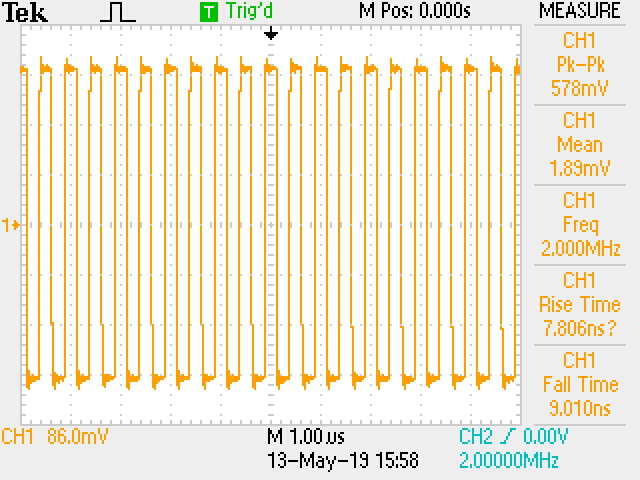 Tek T Trig'd M Pos: 0.000s MEASURE
CH1
Pk-Pk
578mV
CH1
Mean
1.89mV
1
CH1
Freq
2.000MHz
CH1
Rise Time
7.806ns?
CH1
Fall Time
9.010ns
CH1 86.0mV M 1.00us CH2 0.00V
13-May-19 15:58 2.00000MHz